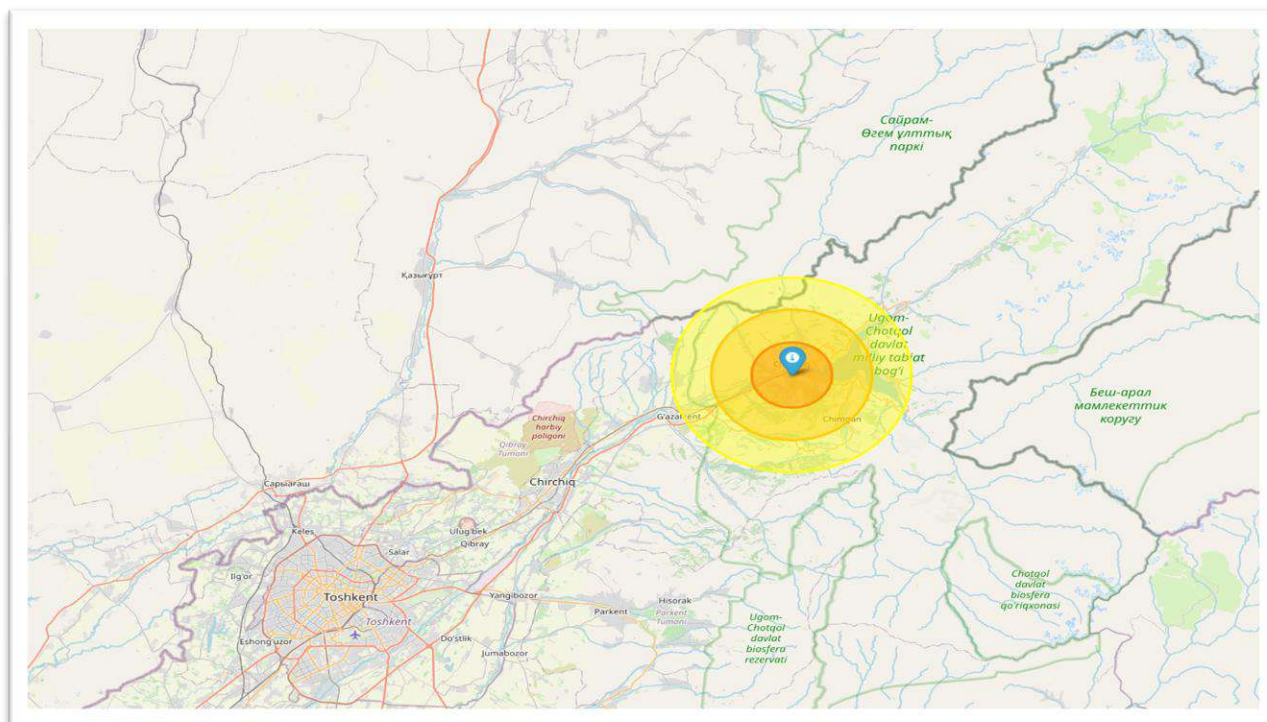 Сайрам-
Өгем ұлттық
паркі
Қазығұрт
Ugom-
Chotqol
davlat
milliy tabiat
bog'i
Беш-арал
мамлекеттик
коругу
G'azalkent
Chimgan
Chirchiq
harbiy
poligoni
Qibray
Tumani
Chirchiq
Сарыағаш
Keles
Ulug'bek
Qibray
Salar
Ilg'or
Toshkent
Toshkent
Yangibozor
Parkent
Hisorak
Parkent
Tumani
Chotqol
davlat
biosfera
qo'riqxonasi
Eshong'uzor
Do'stlik
Jumabozor
Ugom-
Chotqol
davlat
biosfera
rezervati